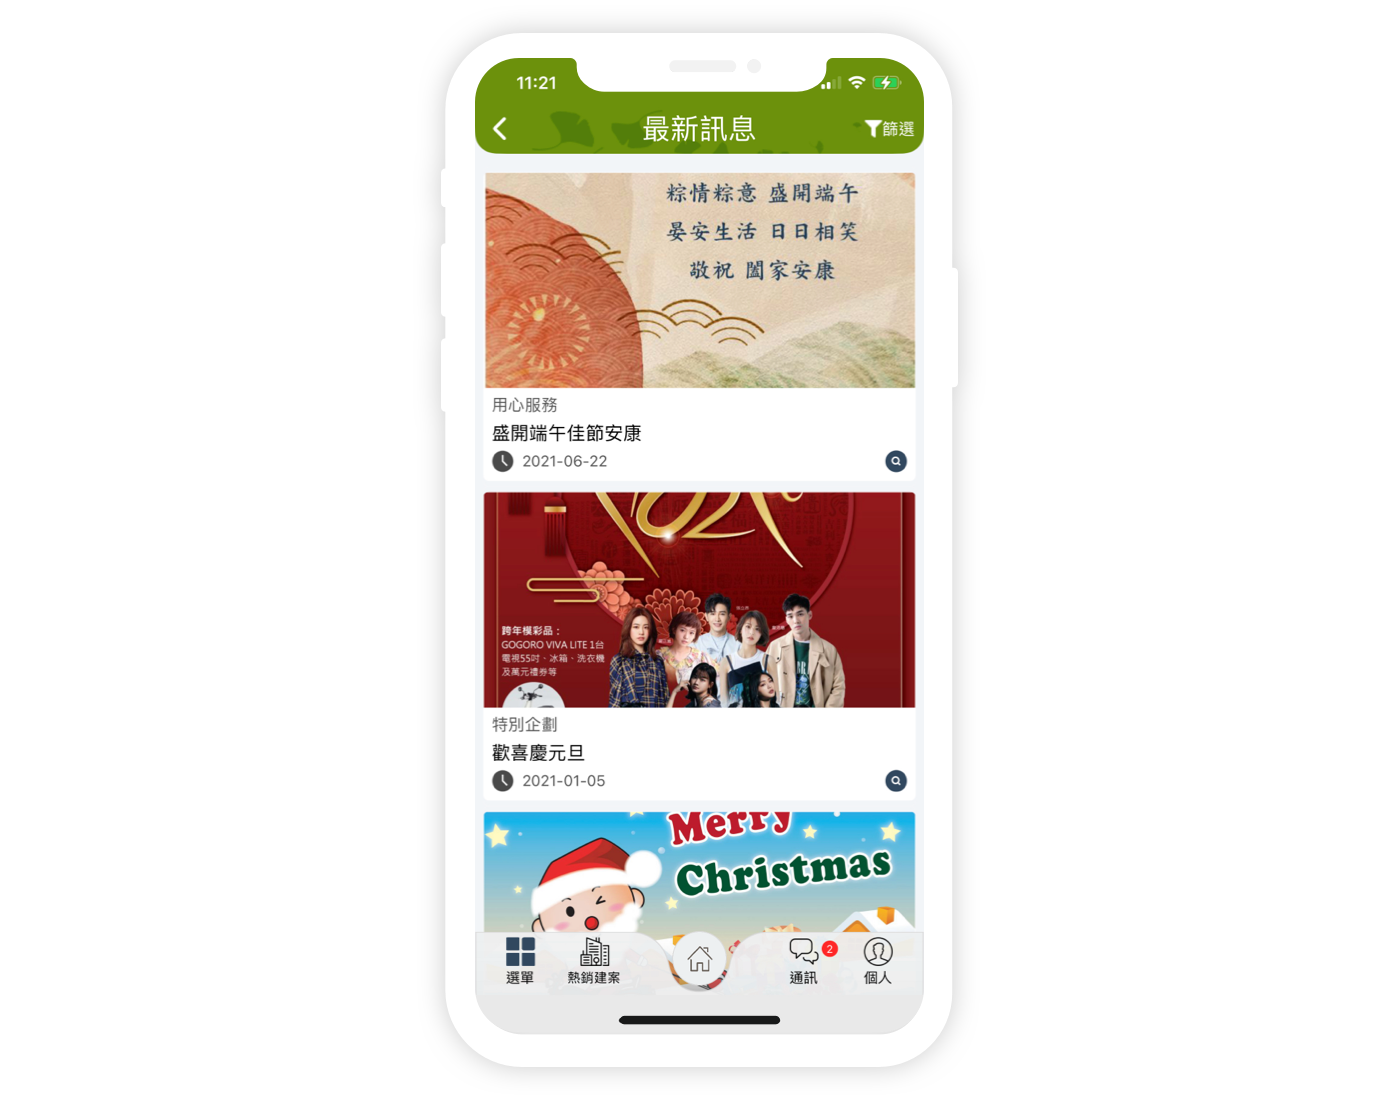 11:21
最新訊息
篩選
粽情粽意 盛開端午
晏安生活 日日相笑
敬祝 闔家安康
用心服務
盛開端午佳節安康
2021-06-22
跨年模彩品：
GOGORO VIVA LITE 1台
電視55吋、冰箱、洗衣機
及萬元禮券等
特別企劃
歡喜慶元旦
2021-01-05
Merry
Christmas
選單
熱銷建案
通訊
2
個人